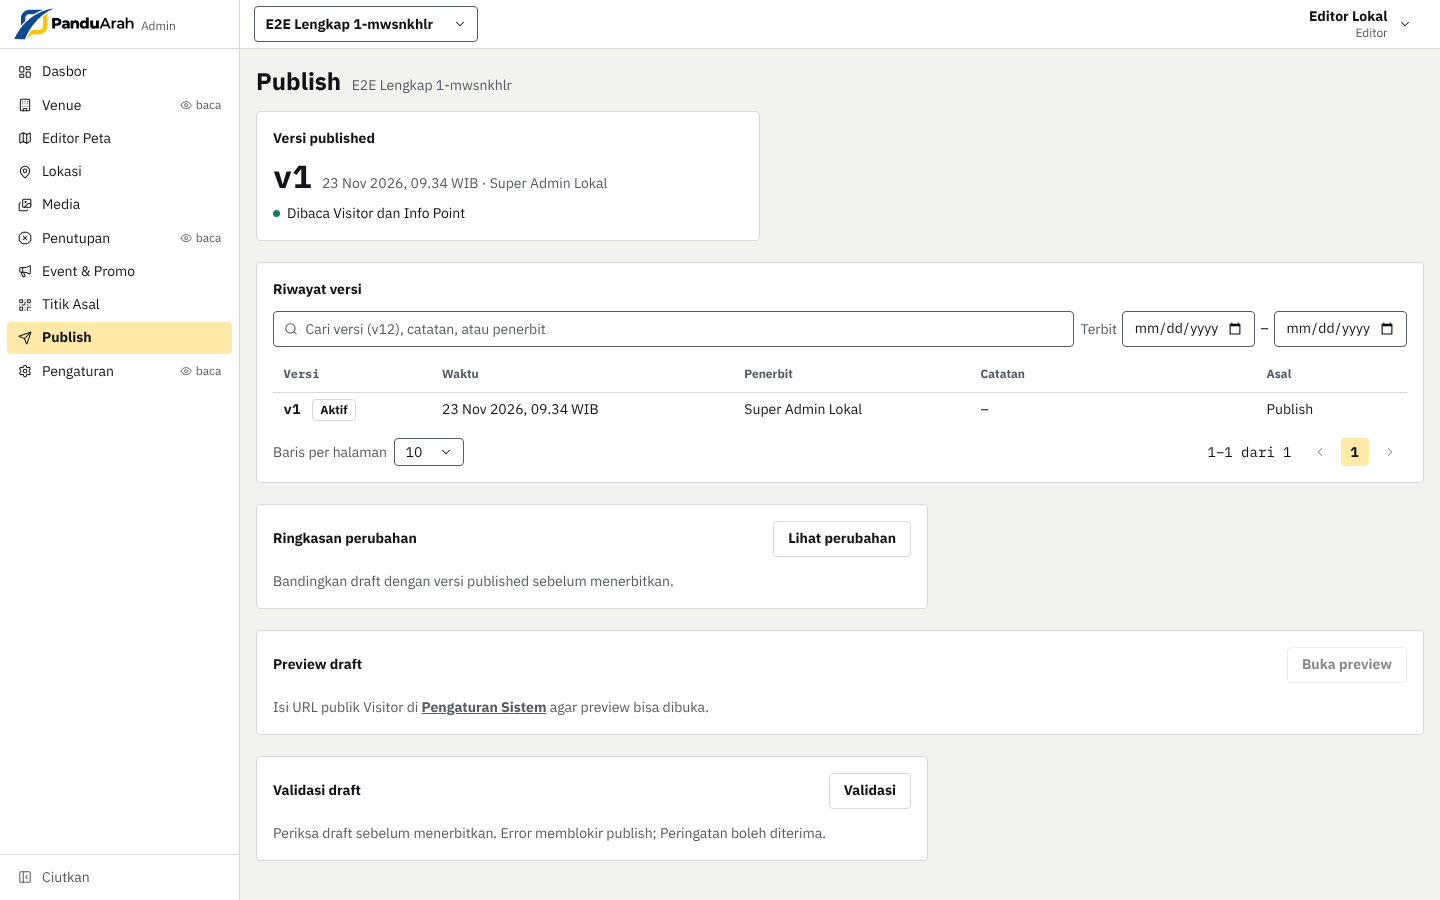 PanduArah Admin
E2E Lengkap 1-mwsnkhlr
Editor Lokal
Editor
Dasbor
Venue baca
Editor Peta
Lokasi
Media
Penutupan baca
Event & Promo
Titik Asal
Publish
Pengaturan baca
Ciutkan
Publish E2E Lengkap 1-mwsnkhlr
Versi published
v1 23 Nov 2026, 09.34 WIB · Super Admin Lokal
Dibaca Visitor dan Info Point
Riwayat versi
Cari versi (v12), catatan, atau penerbit Terbit mm/dd/yyyy – mm/dd/yyyy
Versi Waktu Penerbit Catatan Asal
v1 Aktif 23 Nov 2026, 09.34 WIB Super Admin Lokal – Publish
Baris per halaman 10 1–1 dari 1 1
Ringkasan perubahan Lihat perubahan
Bandingkan draft dengan versi published sebelum menerbitkan.
Preview draft Buka preview
Isi URL publik Visitor di Pengaturan Sistem agar preview bisa dibuka.
Validasi draft Validasi
Periksa draft sebelum menerbitkan. Error memblokir publish; Peringatan boleh diterima.